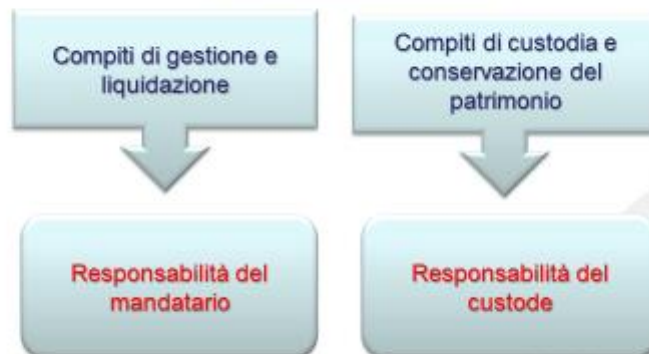 Compiti di gestione e
liquidazione
Compiti di custodia e
conservazione del
patrimonio
Responsabilità del
mandatario
Responsabilità del
custode